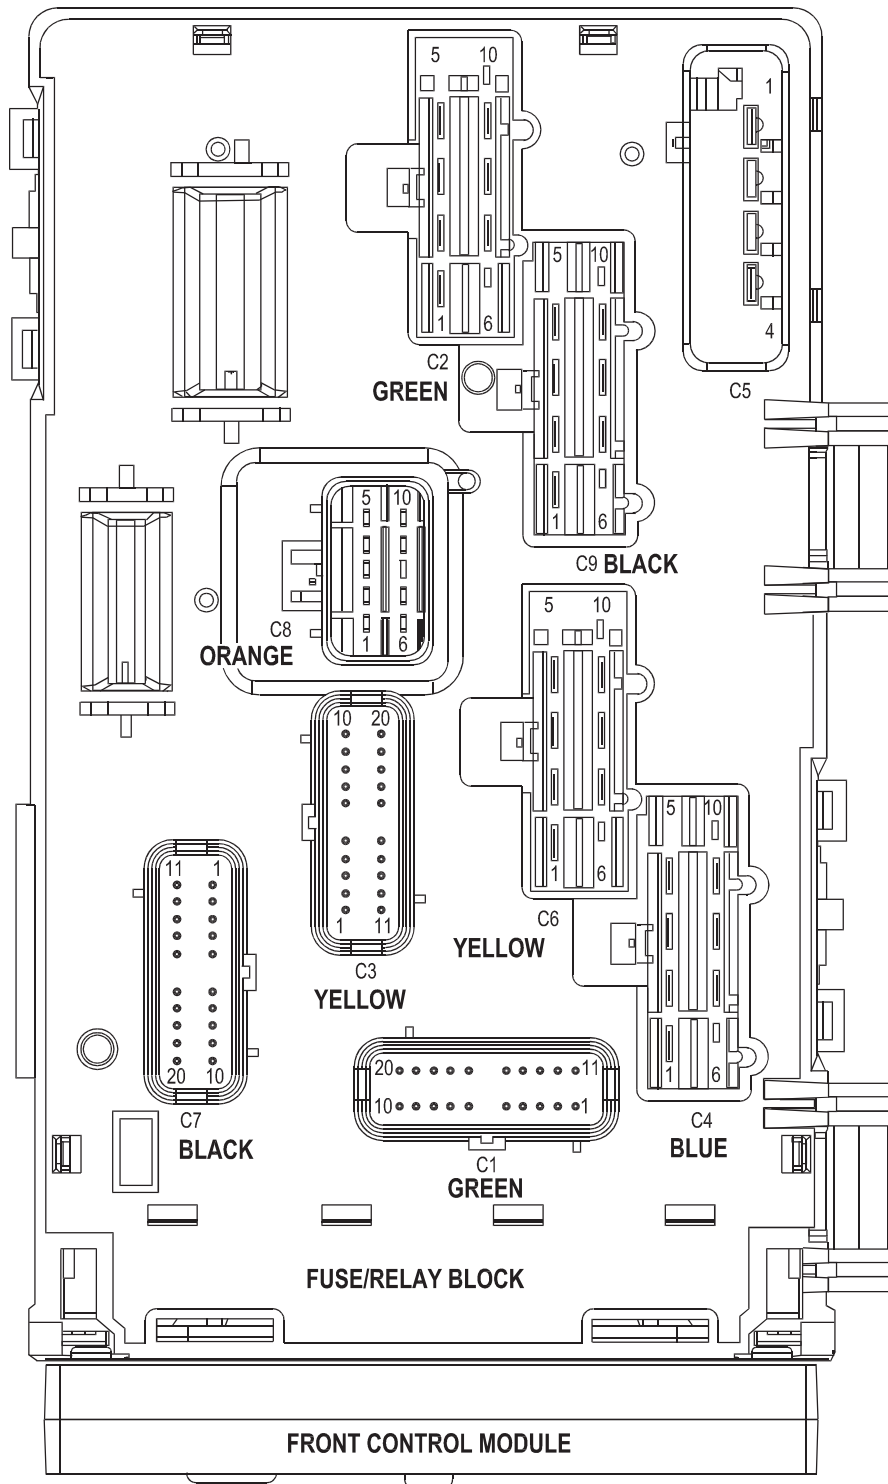 5 10
1
1 6
4
C2
GREEN
C5
5 10
1 6
C9 BLACK
5 10
1 6
C8
ORANGE
5 10
1 6
C6
YELLOW
10 20
1 11
C3
YELLOW
5 10
1 6
C4
BLUE
11 1
20 10
C7
BLACK
20 11
10 1
C1
GREEN
FUSE/RELAY BLOCK
FRONT CONTROL MODULE